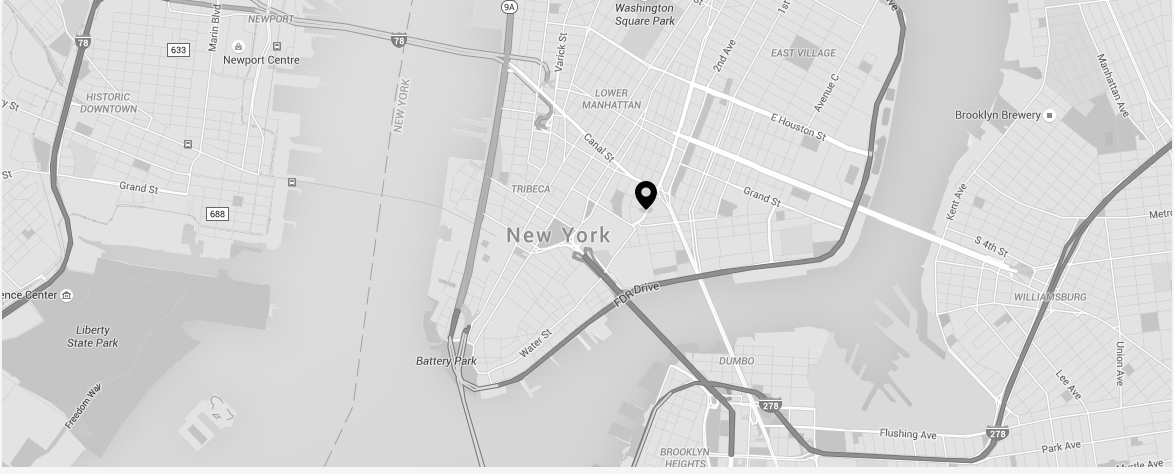 9A
Washington
Square Park
1st
Ave
NEWPORT
Marin Blvd
78
633
78
Varick St
2nd Ave
EAST VILLAGE
Newport Centre
Manhattan Ave
HISTORIC
DOWNTOWN
NEW YORK
LOWER
MANHATTAN
Avenue C
y St
Brooklyn Brewery
E Houston St
Canal St
St
Grand St
TRIBECA
Grand St
Kent Ave
688
Metro
New York
S 4th St
ence Center
FDR Drive
WILLIAMSBURG
Liberty
State Park
Water St
Battery Park
DUMBO
Union Ave
Lee Ave
Freedom Way
278
Flushing Ave
278
Park Ave
BROOKLYN
HEIGHTS
Myrtle Ave